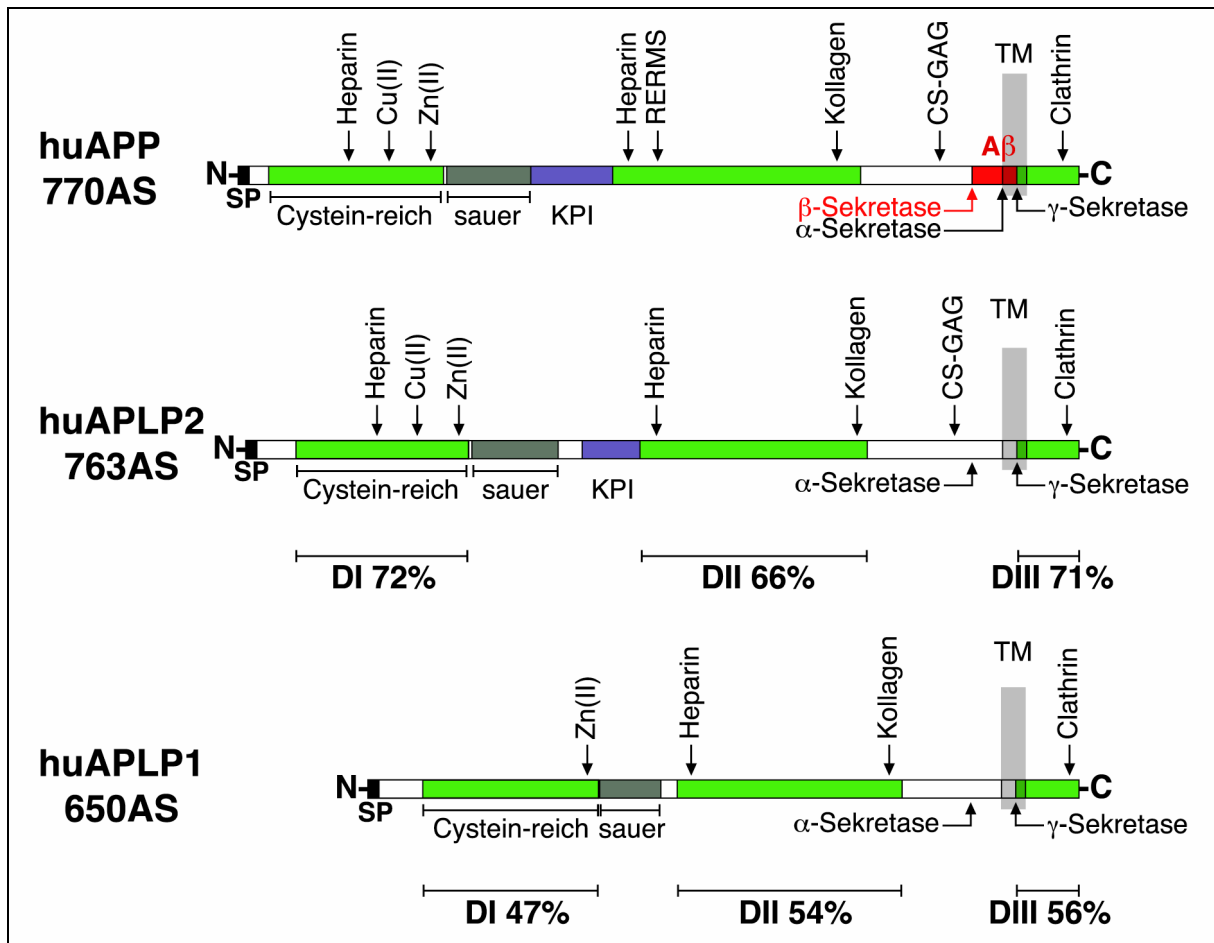 Heparin
Cu(II)
Zn(II)
Heparin
RERMS
Kollagen
CS-GAG
TM
Clathrin
huAPP
770AS
N
SP
Aβ
C
Cystein-reich
sauer
KPI
β-Sekretase
α-Sekretase
γ-Sekretase
Heparin
Cu(II)
Zn(II)
Heparin
Kollagen
CS-GAG
TM
Clathrin
huAPLP2
763AS
N
SP
C
Cystein-reich
sauer
KPI
α-Sekretase
γ-Sekretase
DI 72%
DII 66%
DIII 71%
Zn(II)
Heparin
Kollagen
TM
Clathrin
huAPLP1
650AS
N
SP
C
Cystein-reich
sauer
α-Sekretase
γ-Sekretase
DI 47%
DII 54%
DIII 56%